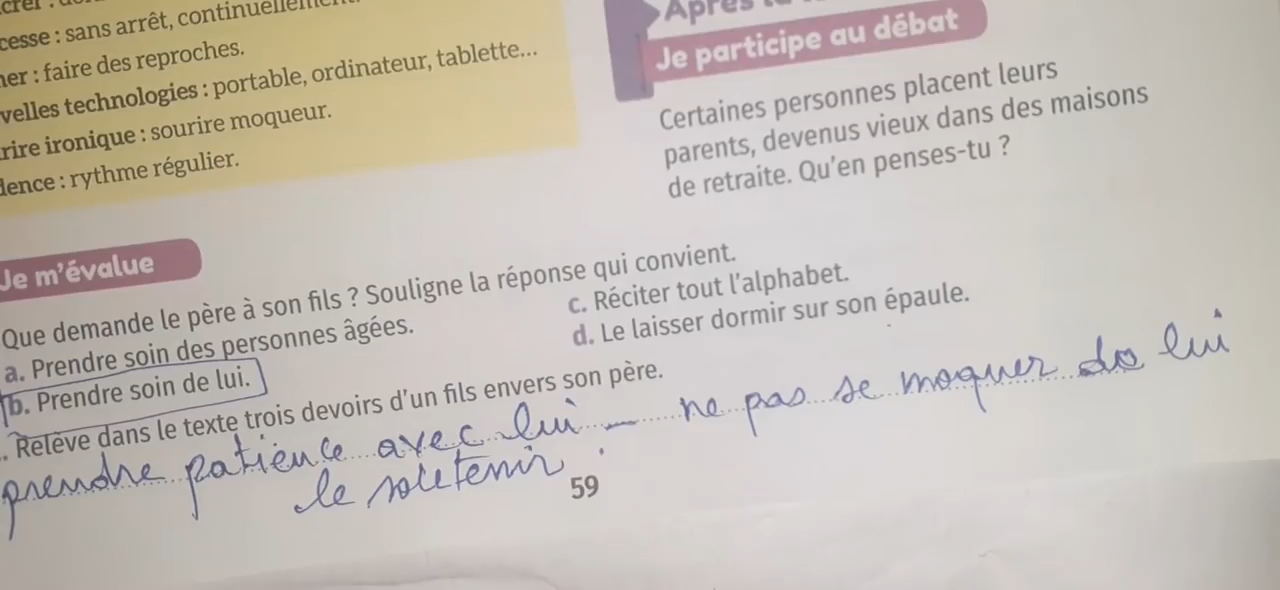 cesse : sans arrêt, continuellement.
er : faire des reproches.
velles technologies : portable, ordinateur, tablette...
rire ironique : sourire moqueur.
dence : rythme régulier.
Je participe au débat
Certaines personnes placent leurs
parents, devenus vieux dans des maisons
de retraite. Qu'en penses-tu ?
Je m'évalue
Que demande le père à son fils ? Souligne la réponse qui convient.
a. Prendre soin des personnes âgées.
c. Réciter tout l'alphabet.
b. Prendre soin de lui.
d. Le laisser dormir sur son épaule.
. Relève dans le texte trois devoirs d'un fils envers son père.
prendre patience avec lui - ne pas se moquer de lui
le soutenir.
59